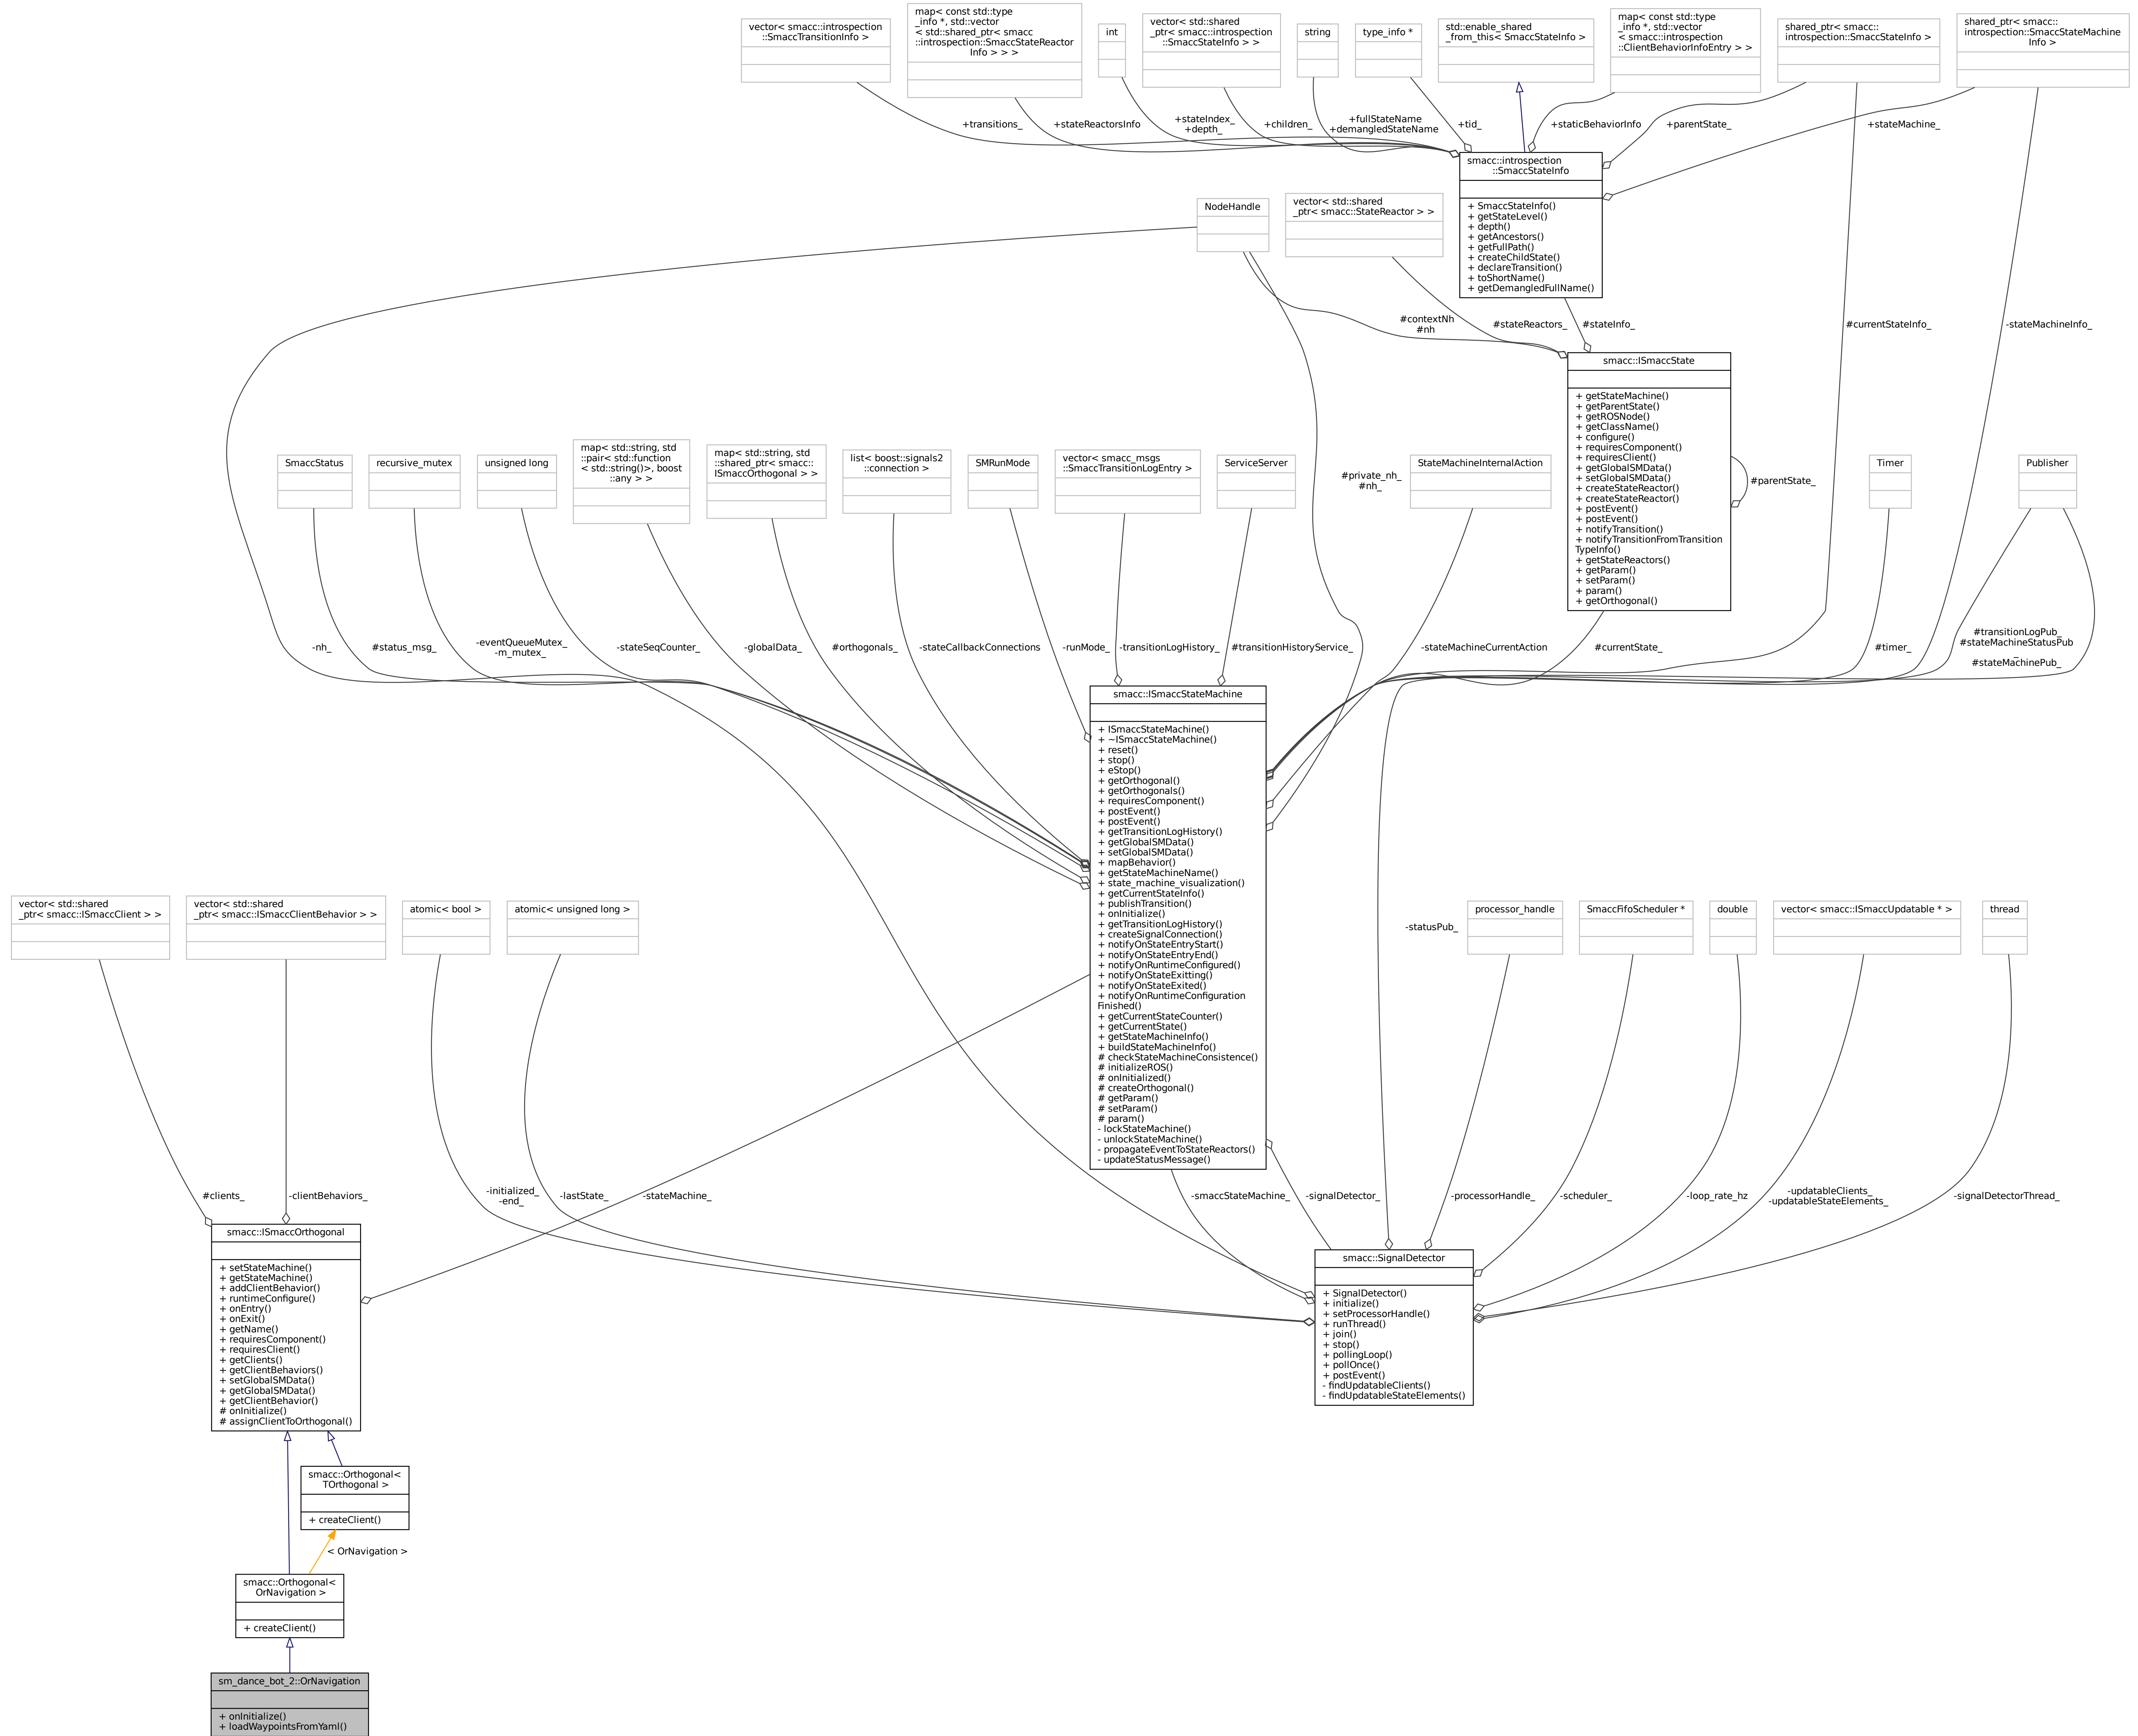 vector< smacc::introspection
::SmaccTransitionInfo >
map< const std::type
_info *, std::vector
< std::shared_ptr< smacc
::introspection::SmaccStateReactor
Info > > >
int
vector< std::shared
_ptr< smacc::introspection
::SmaccStateInfo > >
string
type_info *
std::enable_shared
_from_this< SmaccStateInfo >
map< const std::type
_info *, std::vector
< smacc::introspection
::ClientBehaviorInfoEntry > >
shared_ptr< smacc::
introspection::SmaccStateInfo >
shared_ptr< smacc::
introspection::SmaccStateMachine
Info >
+transitions_
+stateReactorsInfo
+stateIndex_
+depth_
+children_
+fullStateName
+demangledStateName
+tid_
+staticBehaviorInfo
+parentState_
+stateMachine_
smacc::introspection
::SmaccStateInfo
+ SmaccStateInfo()
+ getStateLevel()
+ depth()
+ getAncestors()
+ getFullPath()
+ createChildState()
+ declareTransition()
+ toShortName()
+ getDemangledFullName()
NodeHandle
vector< std::shared
_ptr< smacc::StateReactor > >
#contextNh
#nh
#stateReactors_
#stateInfo_
#currentStateInfo_
-stateMachineInfo_
smacc::ISmaccState
+ getStateMachine()
+ getParentState()
+ getROSNode()
+ getClassName()
+ configure()
+ requiresComponent()
+ requiresClient()
+ getGlobalSMData()
+ setGlobalSMData()
+ createStateReactor()
+ createStateReactor()
+ postEvent()
+ postEvent()
+ notifyTransition()
+ notifyTransitionFromTransition
TypeInfo()
+ getStateReactors()
+ getParam()
+ setParam()
+ param()
+ getOrthogonal()
#parentState_
SmaccStatus
recursive_mutex
unsigned long
map< std::string, std
::pair< std::function
< std::string()>, boost
::any > >
map< std::string, std
::shared_ptr< smacc::
ISmaccOrthogonal > >
list< boost::signals2
::connection >
SMRunMode
vector< smacc_msgs
::SmaccTransitionLogEntry >
ServiceServer
#private_nh_
#nh_
StateMachineInternalAction
Timer
Publisher
-nh_
#status_msg_
-eventQueueMutex_
-m_mutex_
-stateSeqCounter_
-globalData_
#orthogonals_
-stateCallbackConnections
-runMode_
-transitionLogHistory_
#transitionHistoryService_
-stateMachineCurrentAction
#currentState_
#timer_
#transitionLogPub_
#stateMachineStatusPub
_
#stateMachinePub_
smacc::ISmaccStateMachine
+ ISmaccStateMachine()
+ ~ISmaccStateMachine()
+ reset()
+ stop()
+ eStop()
+ getOrthogonal()
+ getOrthogonals()
+ requiresComponent()
+ postEvent()
+ postEvent()
+ getTransitionLogHistory()
+ getGlobalSMData()
+ setGlobalSMData()
+ mapBehavior()
+ getStateMachineName()
+ state_machine_visualization()
+ getCurrentStateInfo()
+ publishTransition()
+ onInitialize()
+ getTransitionLogHistory()
+ createSignalConnection()
+ notifyOnStateEntryStart()
+ notifyOnStateEntryEnd()
+ notifyOnRuntimeConfigured()
+ notifyOnStateExitting()
+ notifyOnStateExited()
+ notifyOnRuntimeConfiguration
Finished()
+ getCurrentStateCounter()
+ getCurrentState()
+ getStateMachineInfo()
+ buildStateMachineInfo()
# checkStateMachineConsistence()
# initializeROS()
# onInitialized()
# createOrthogonal()
# getParam()
# setParam()
# param()
- lockStateMachine()
- unlockStateMachine()
- propagateEventToStateReactors()
- updateStatusMessage()
vector< std::shared
_ptr< smacc::ISmaccClient > >
vector< std::shared
_ptr< smacc::ISmaccClientBehavior > >
atomic< bool >
atomic< unsigned long >
-statusPub_
processor_handle
SmaccFifoScheduler *
double
vector< smacc::ISmaccUpdatable * >
thread
#clients_
-clientBehaviors_
-initialized_
-end_
-lastState_
-stateMachine_
-smaccStateMachine_
-signalDetector_
-processorHandle_
-scheduler_
-loop_rate_hz
-updatableClients_
-updatableStateElements_
-signalDetectorThread_
smacc::ISmaccOrthogonal
+ setStateMachine()
+ getStateMachine()
+ addClientBehavior()
+ runtimeConfigure()
+ onEntry()
+ onExit()
+ getName()
+ requiresComponent()
+ requiresClient()
+ getClients()
+ getClientBehaviors()
+ setGlobalSMData()
+ getGlobalSMData()
+ getClientBehavior()
# onInitialize()
# assignClientToOrthogonal()
smacc::SignalDetector
+ SignalDetector()
+ initialize()
+ setProcessorHandle()
+ runThread()
+ join()
+ stop()
+ pollingLoop()
+ pollOnce()
+ postEvent()
- findUpdatableClients()
- findUpdatableStateElements()
smacc::Orthogonal<
TOrthogonal >
+ createClient()
< OrNavigation >
smacc::Orthogonal<
OrNavigation >
+ createClient()
sm_dance_bot_2::OrNavigation
+ onInitialize()
+ loadWaypointsFromYaml()